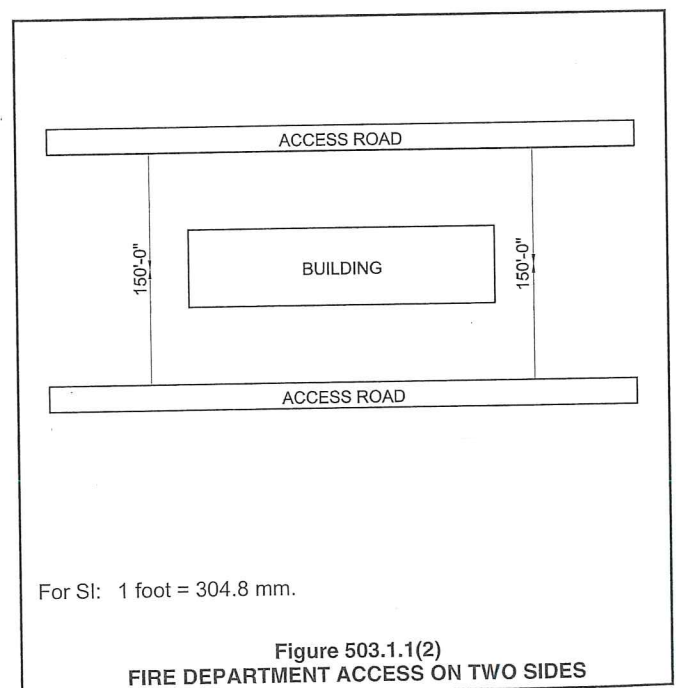 ACCESS ROAD
150'-0"
BUILDING
150'-0"
ACCESS ROAD
For SI: 1 foot = 304.8 mm.
Figure 503.1.1(2)
FIRE DEPARTMENT ACCESS ON TWO SIDES